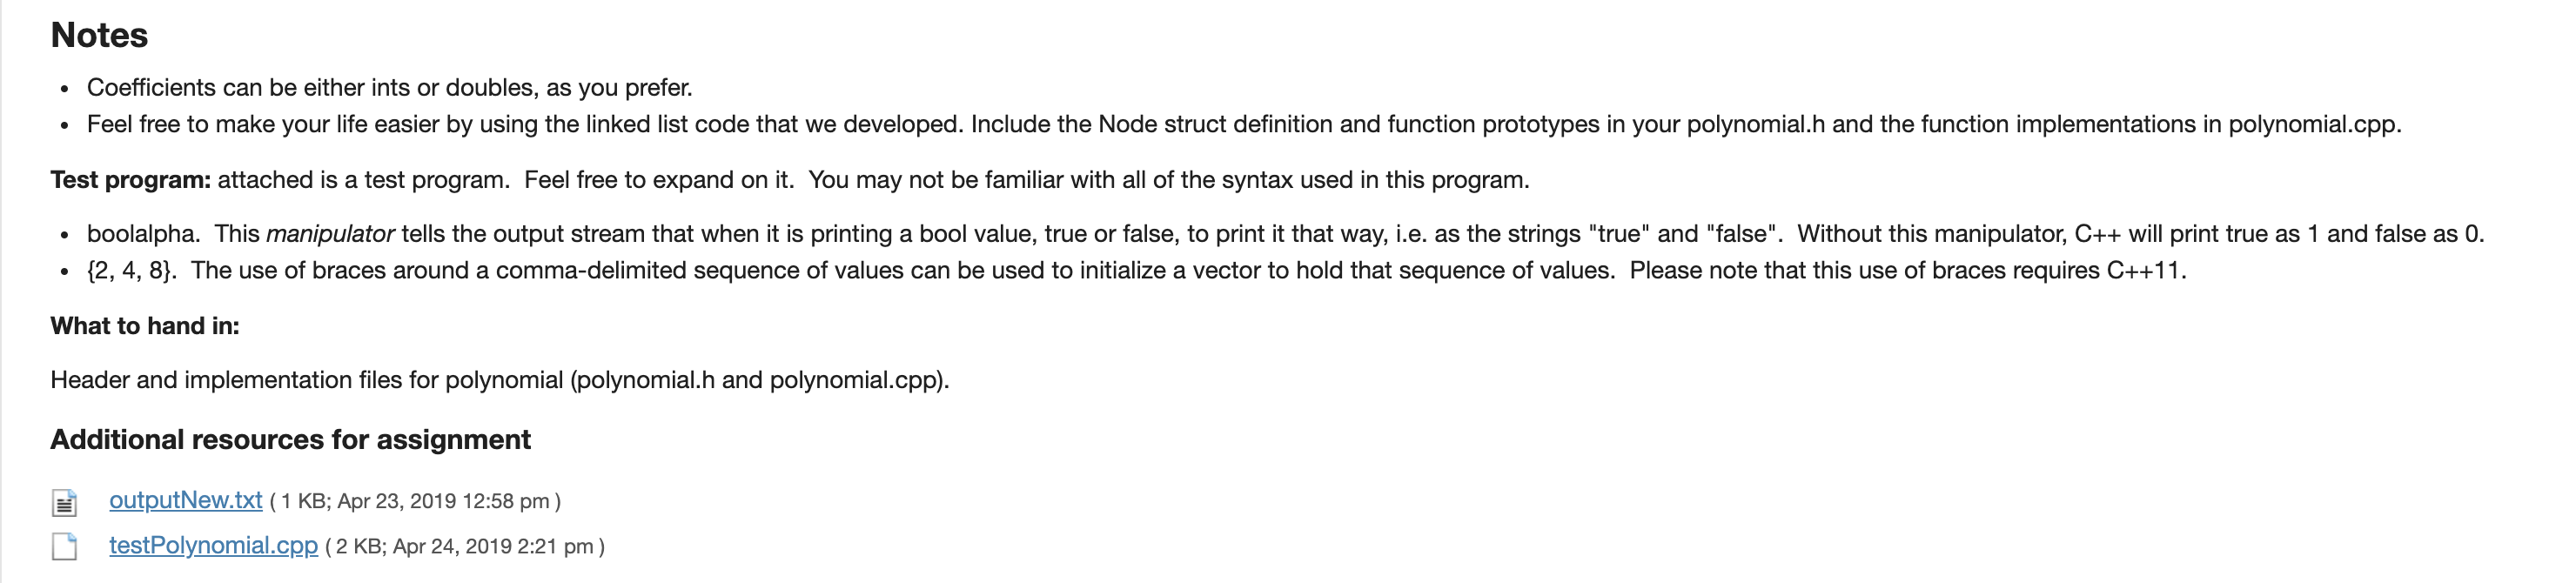 Notes
• Coefficients can be either ints or doubles, as you prefer.
• Feel free to make your life easier by using the linked list code that we developed. Include the Node struct definition and function prototypes in your polynomial.h and the function implementations in polynomial.cpp.
Test program: attached is a test program.  Feel free to expand on it.  You may not be familiar with all of the syntax used in this program.
• boolalpha.  This manipulator tells the output stream that when it is printing a bool value, true or false, to print it that way, i.e. as the strings "true" and "false".  Without this manipulator, C++ will print true as 1 and false as 0.
• {2, 4, 8}.  The use of braces around a comma-delimited sequence of values can be used to initialize a vector to hold that sequence of values.  Please note that this use of braces requires C++11.
What to hand in:
Header and implementation files for polynomial (polynomial.h and polynomial.cpp).
Additional resources for assignment
outputNew.txt ( 1 KB; Apr 23, 2019 12:58 pm )
testPolynomial.cpp ( 2 KB; Apr 24, 2019 2:21 pm )